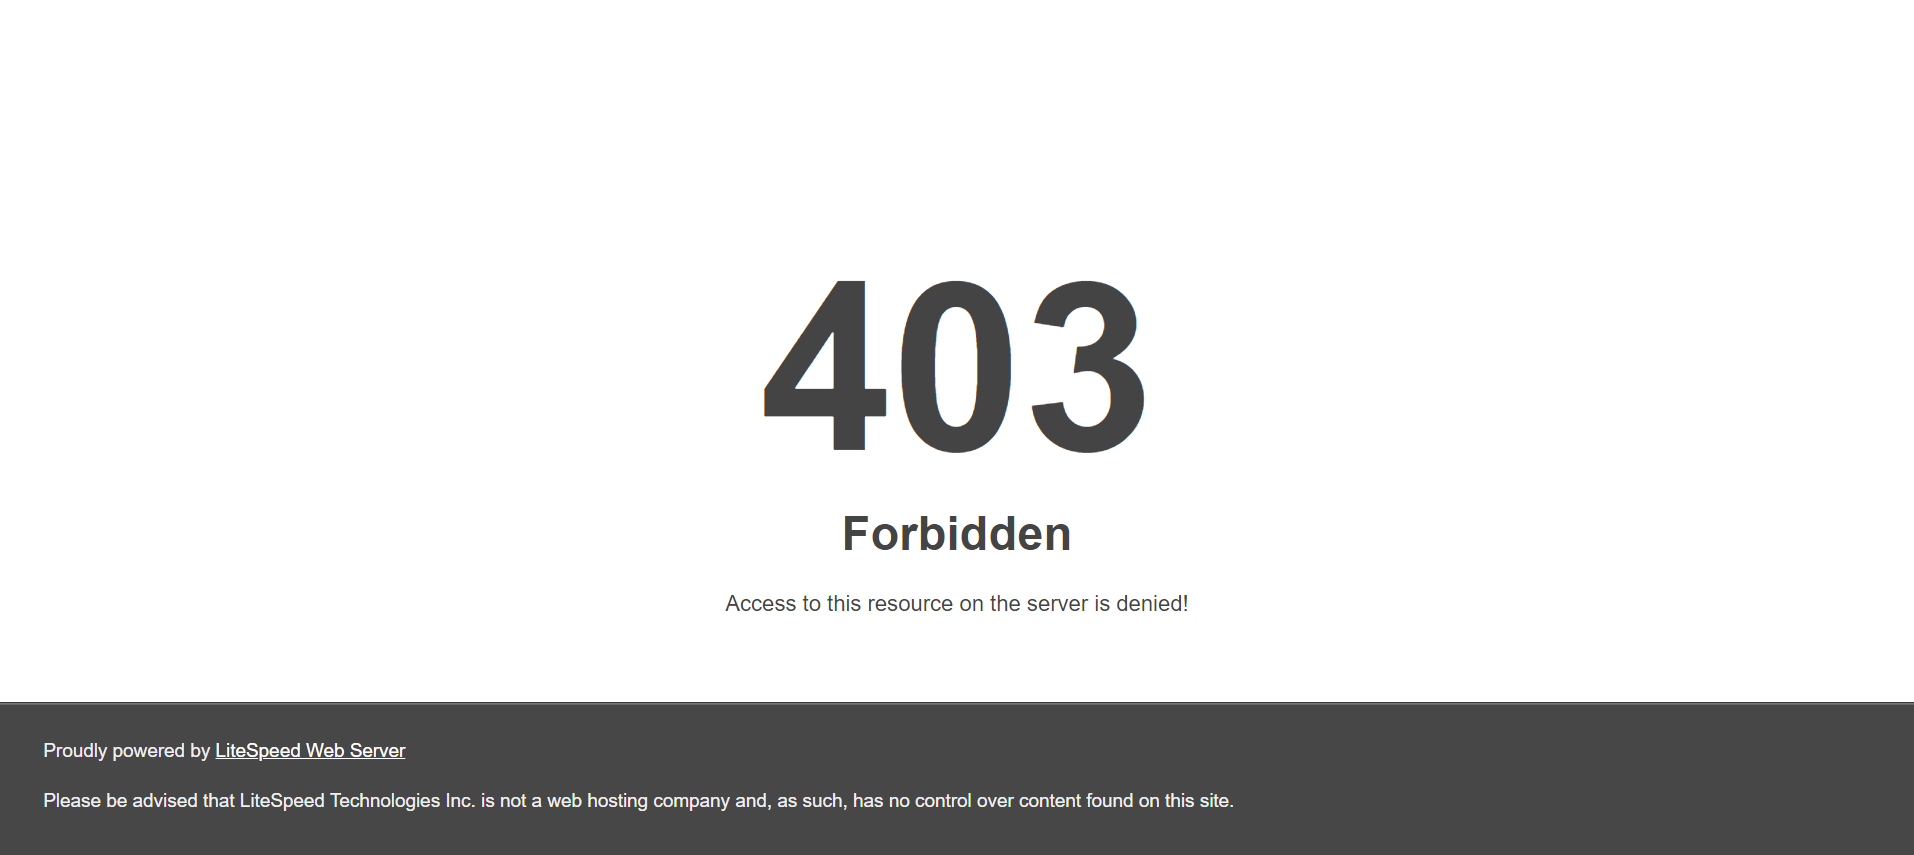 403
Forbidden
Access to this resource on the server is denied!
Proudly powered by LiteSpeed Web Server
Please be advised that LiteSpeed Technologies Inc. is not a web hosting company and, as such, has no control over content found on this site.